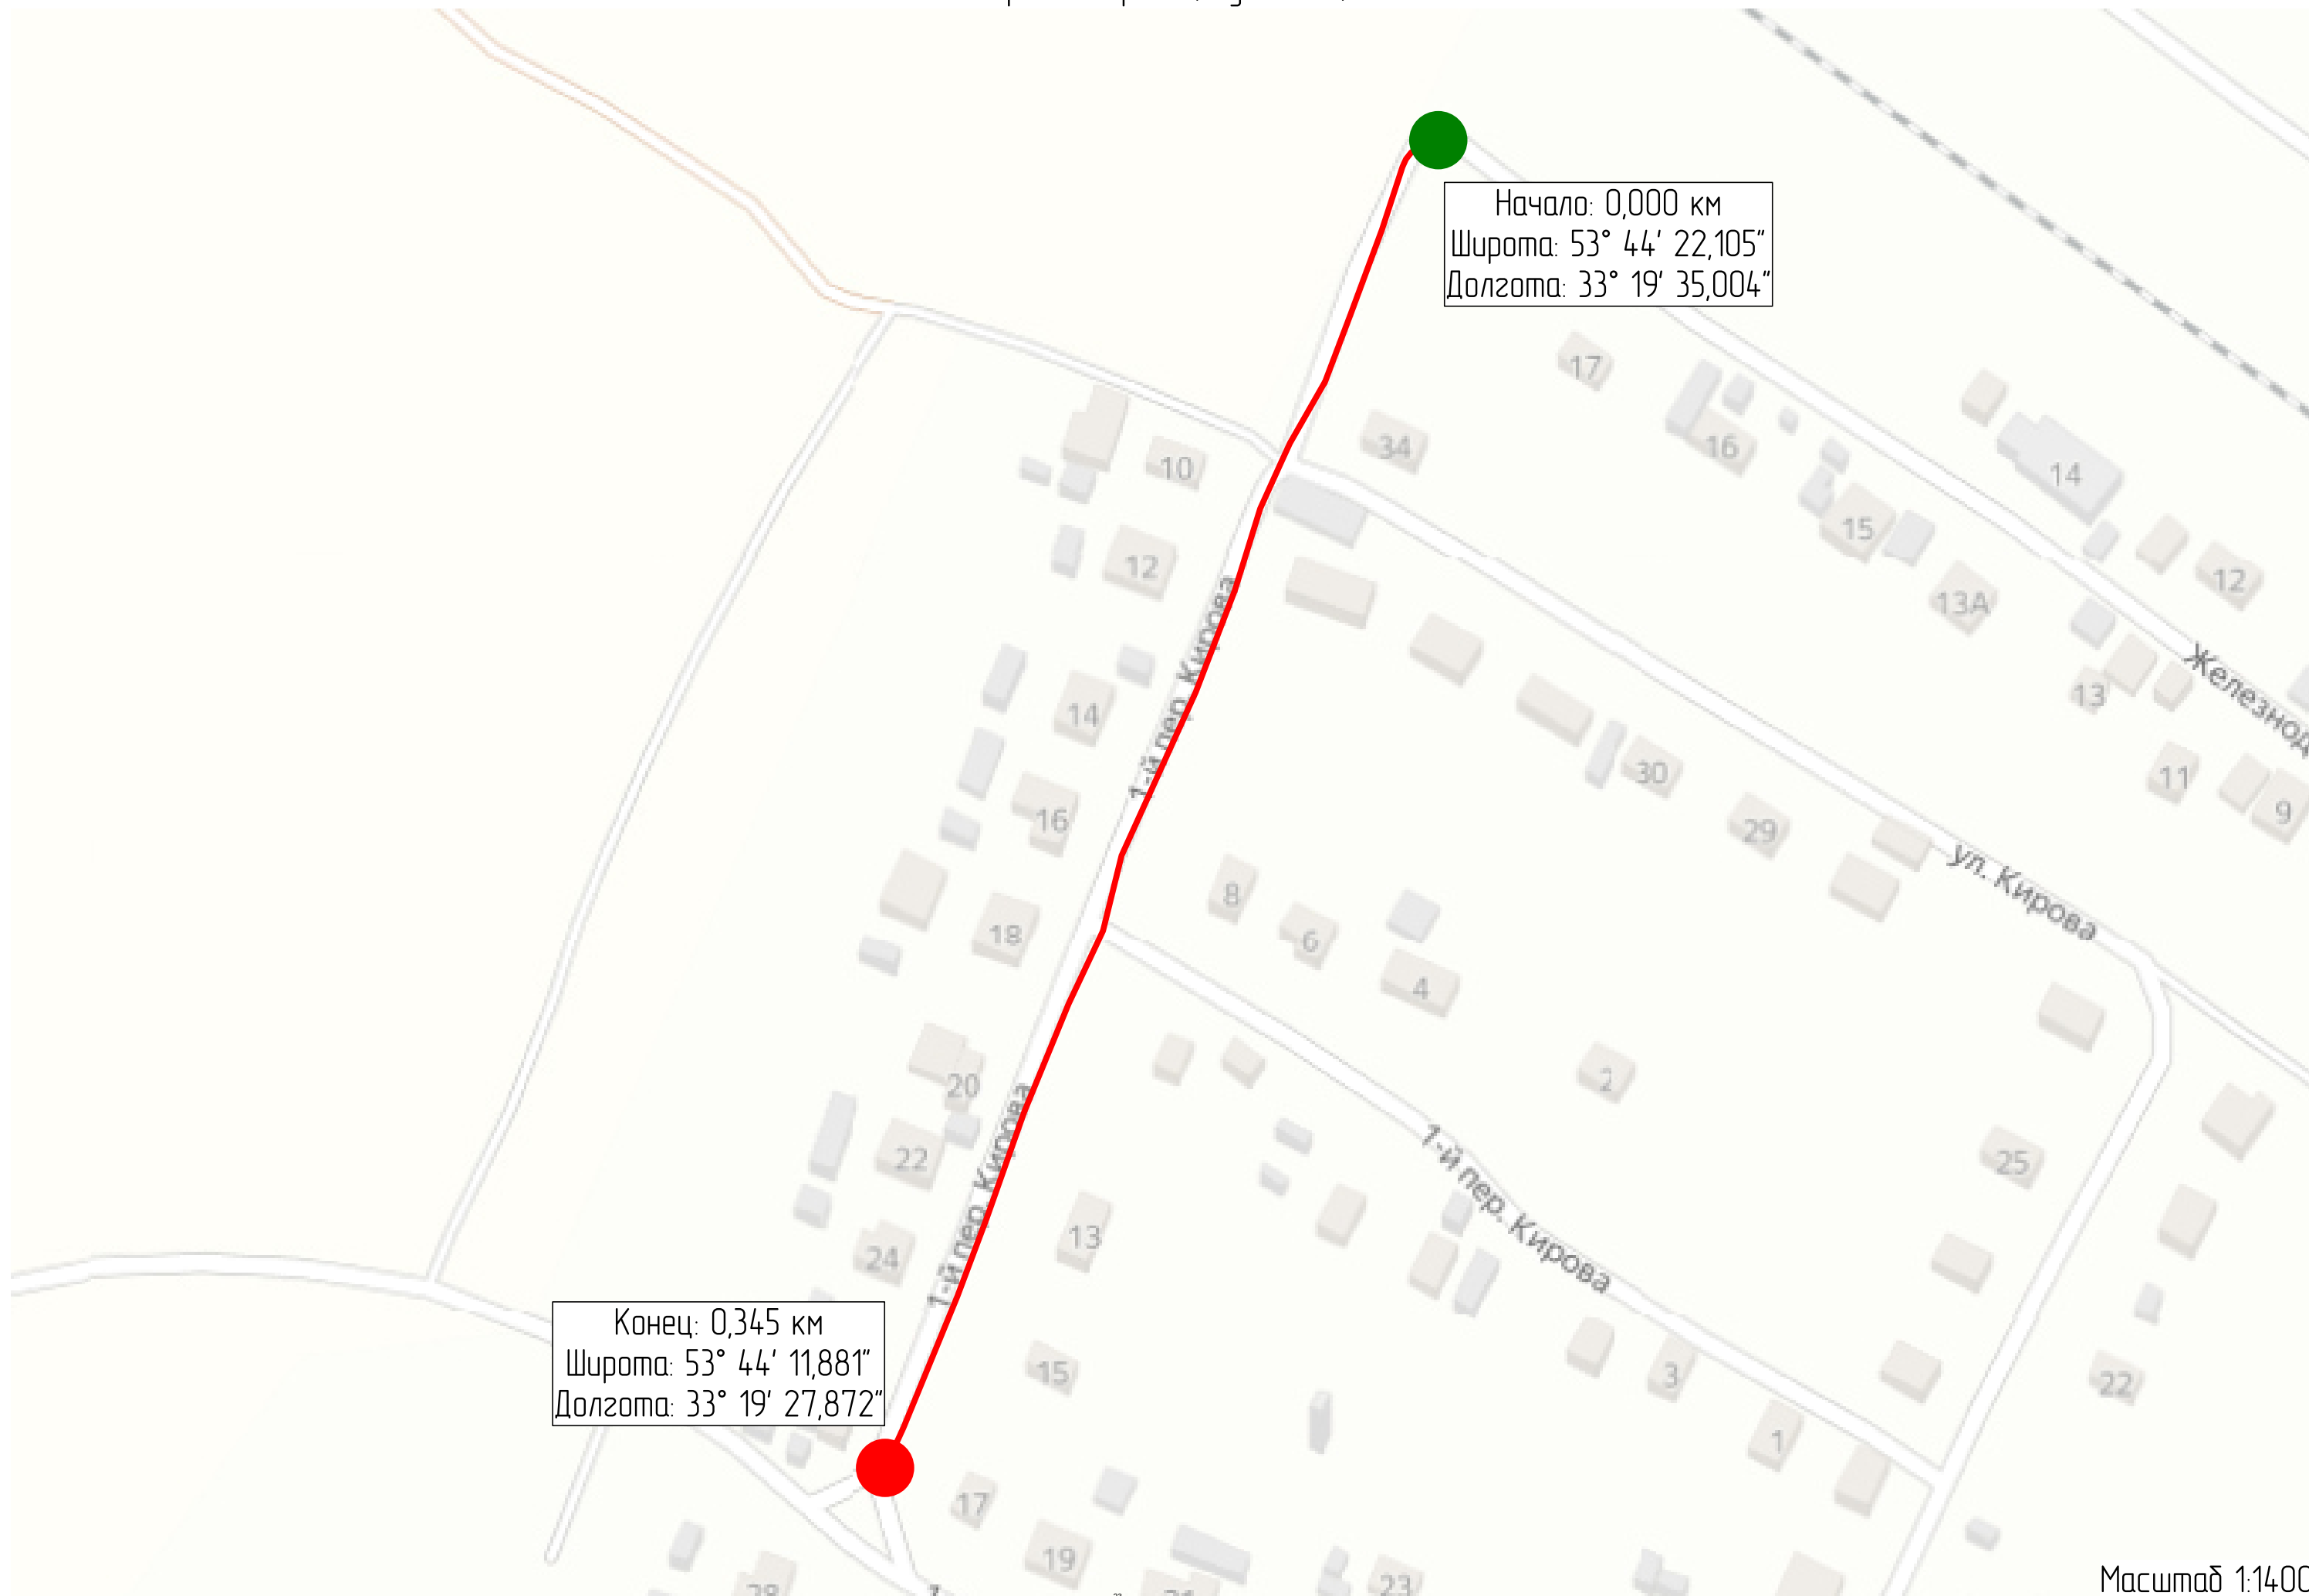 Начало: 0,000 км
Широта: 53° 44' 22,105"
Долгота: 33° 19' 35,004"
17
34
16
14
10
15
12
12
13А
1-й пер. Кирова
13
Железнод
14
11
30
9
16
29
ул. Кирова
8
18
6
4
2
20
1-й пер. Кирова
22
25
1-й пер. Кирова
13
24
Конец: 0,345 км
Широта: 53° 44' 11,881"
Долгота: 33° 19' 27,872"
15
3
22
1
17
19
23
Масштаб 1:1400